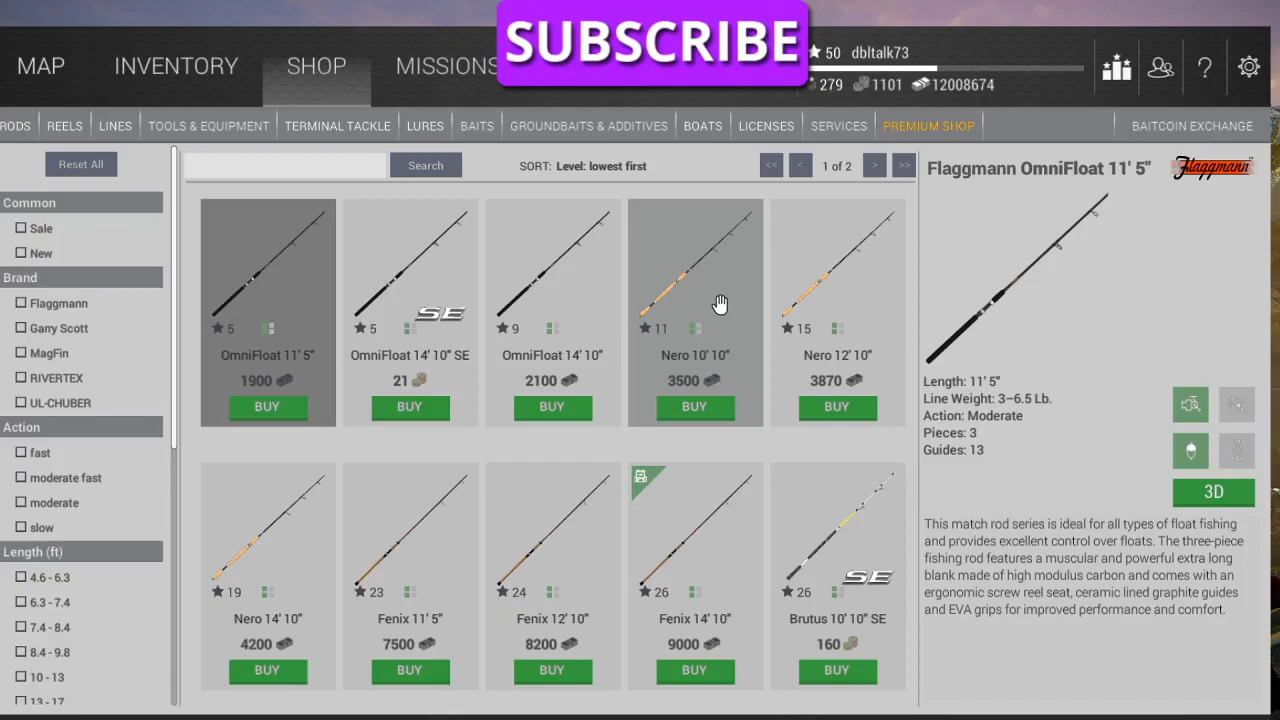 SUBSCRIBE
MAP INVENTORY SHOP MISSIONS
50 dbltalk73
279 1101 12008674
RODS REELS LINES TOOLS & EQUIPMENT TERMINAL TACKLE LURES BAITS GROUNDBAITS & ADDITIVES BOATS LICENSES SERVICES PREMIUM SHOP BAITCOIN EXCHANGE
Reset All
Search
SORT: Level: lowest first
<< < 1 of 2 > >>
Common
Sale
New
Brand
Flaggmann
Garry Scott
MagFin
RIVERTEX
UL-CHUBER
Action
fast
moderate fast
moderate
slow
Length (ft)
4.6 - 6.3
6.3 - 7.4
7.4 - 8.4
8.4 - 9.8
10 - 13
13 - 17
SE
5 5 9 11 15
OmniFloat 11' 5" OmniFloat 14' 10" SE OmniFloat 14' 10" Nero 10' 10" Nero 12' 10"
1900 21 2100 3500 3870
BUY BUY BUY BUY BUY
SE
19 23 24 26 26
Nero 14' 10" Fenix 11' 5" Fenix 12' 10" Fenix 14' 10" Brutus 10' 10" SE
4200 7500 8200 9000 160
BUY BUY BUY BUY BUY
Flaggmann OmniFloat 11' 5"
Flaggmann
Length: 11' 5"
Line Weight: 3–6.5 Lb.
Action: Moderate
Pieces: 3
Guides: 13
3D
This match rod series is ideal for all types of float fishing
and provides excellent control over floats. The three-piece
fishing rod features a muscular and powerful extra long
blank made of high modulus carbon and comes with an
ergonomic screw reel seat, ceramic lined graphite guides
and EVA grips for improved performance and comfort.